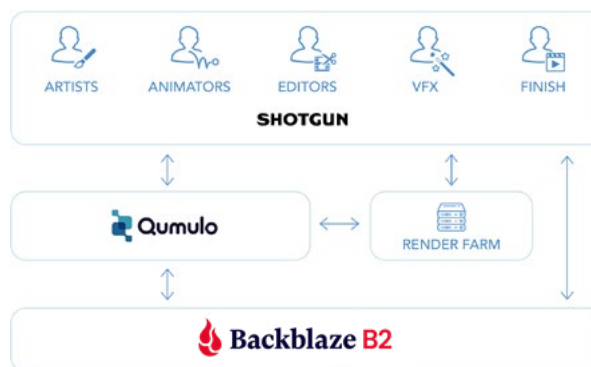 ARTISTS ANIMATORS EDITORS VFX FINISH
SHOTGUN
Qumulo
RENDER FARM
Backblaze B2